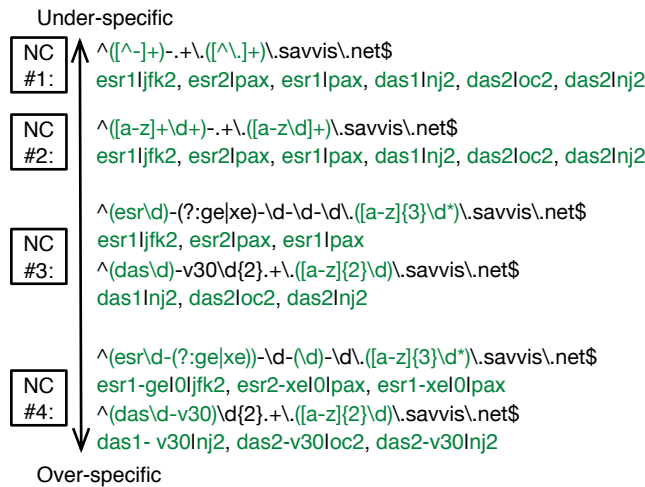 Under-specific
NC #1:
^([^-]+)-.+\.([^\.]+)\.savvis\.net$
esr1|jfk2, esr2|pax, esr1|pax, das1|nj2, das2|oc2, das2|nj2
NC #2:
^([a-z]+\d+)-.+\.([a-z\d]+)\.savvis\.net$
esr1|jfk2, esr2|pax, esr1|pax, das1|nj2, das2|oc2, das2|nj2
NC #3:
^(esr\d)-(?:ge|xe)-\d-\d-\d\.([a-z]{3}\d*)\.savvis\.net$
esr1|jfk2, esr2|pax, esr1|pax
^(das\d)-v30\d{2}.+\.([a-z]{2}\d)\.savvis\.net$
das1|nj2, das2|oc2, das2|nj2
NC #4:
^(esr\d-(?:ge|xe))-\d-(\d)-\d\.([a-z]{3}\d*)\.savvis\.net$
esr1-ge|0|jfk2, esr2-xe|0|pax, esr1-xe|0|pax
^(das\d-v30)\d{2}.+\.([a-z]{2}\d)\.savvis\.net$
das1- v30|nj2, das2-v30|oc2, das2-v30|nj2
Over-specific